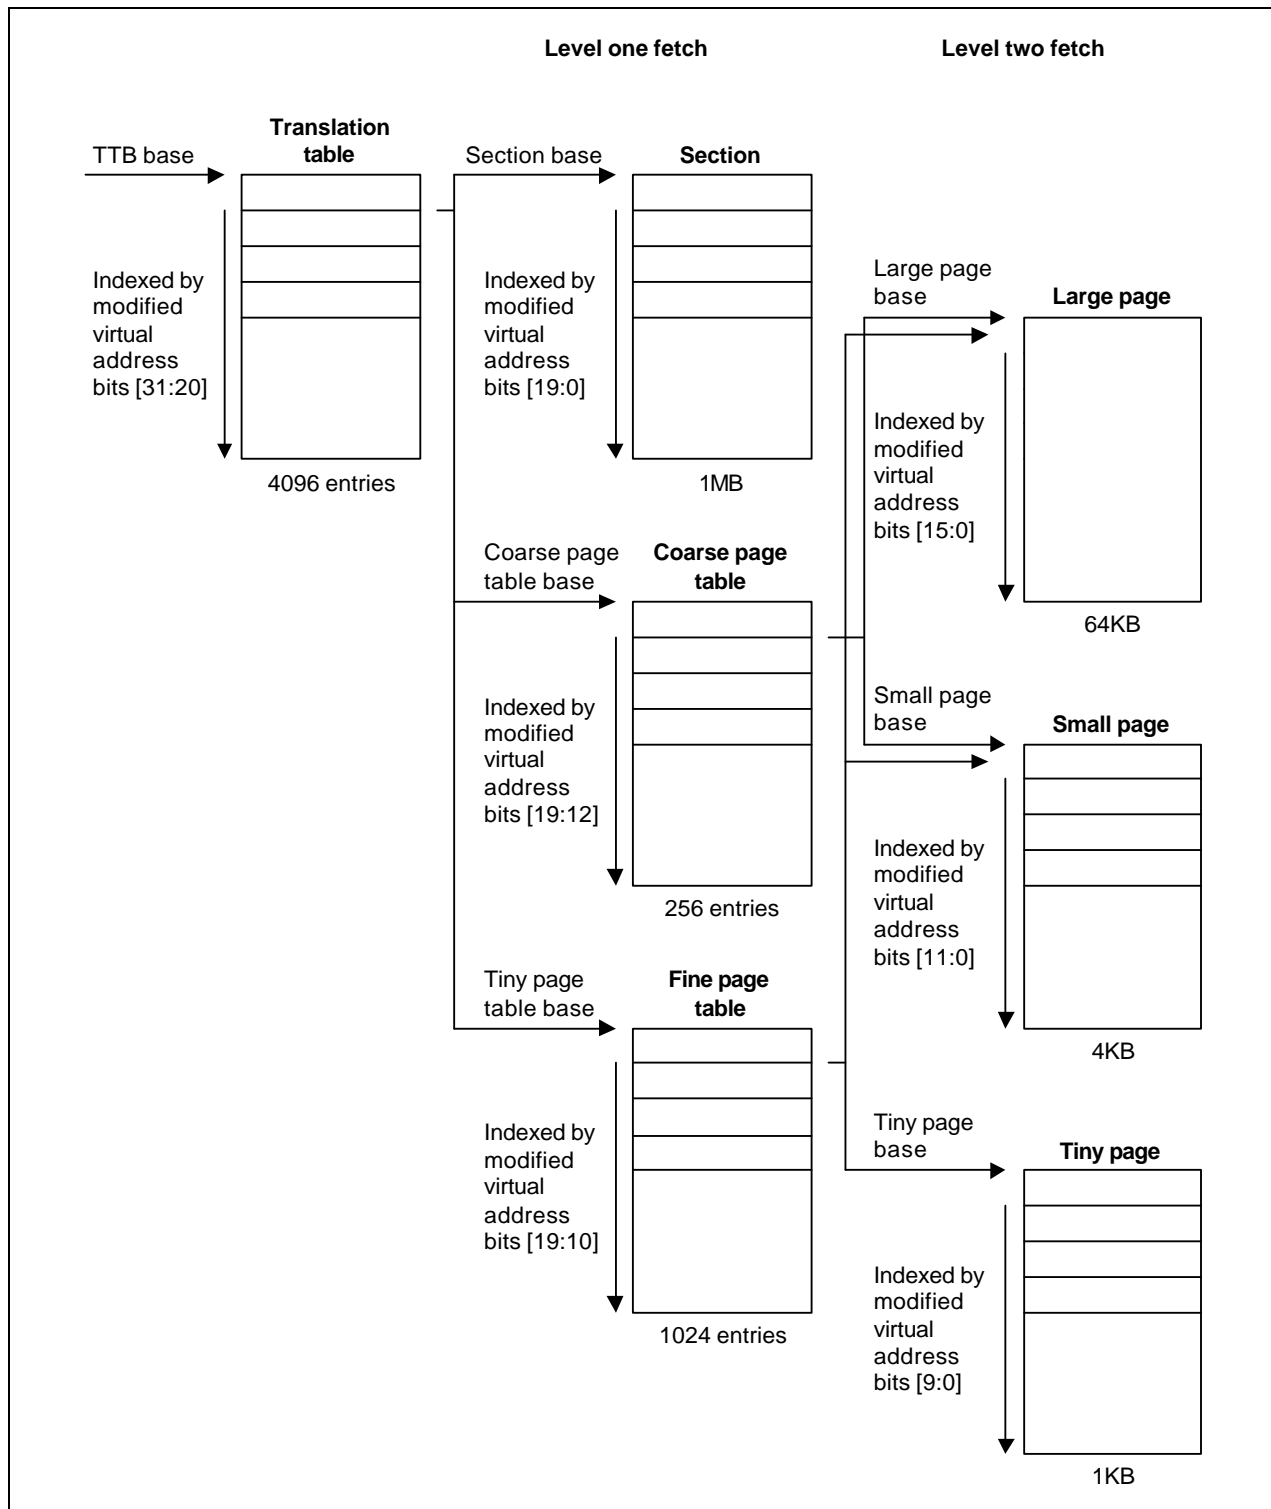 Level one fetch
Level two fetch
Translation
table
TTB base
Section base
Section
Indexed by
modified
virtual
address
bits [31:20]
4096 entries
Indexed by
modified
virtual
address
bits [19:0]
1MB
Large page
base
Large page
Indexed by
modified
virtual
address
bits [15:0]
64KB
Coarse page
table base
Coarse page
table
Indexed by
modified
virtual
address
bits [19:12]
256 entries
Small page
base
Small page
Indexed by
modified
virtual
address
bits [11:0]
4KB
Tiny page
table base
Fine page
table
Indexed by
modified
virtual
address
bits [19:10]
1024 entries
Tiny page
base
Tiny page
Indexed by
modified
virtual
address
bits [9:0]
1KB